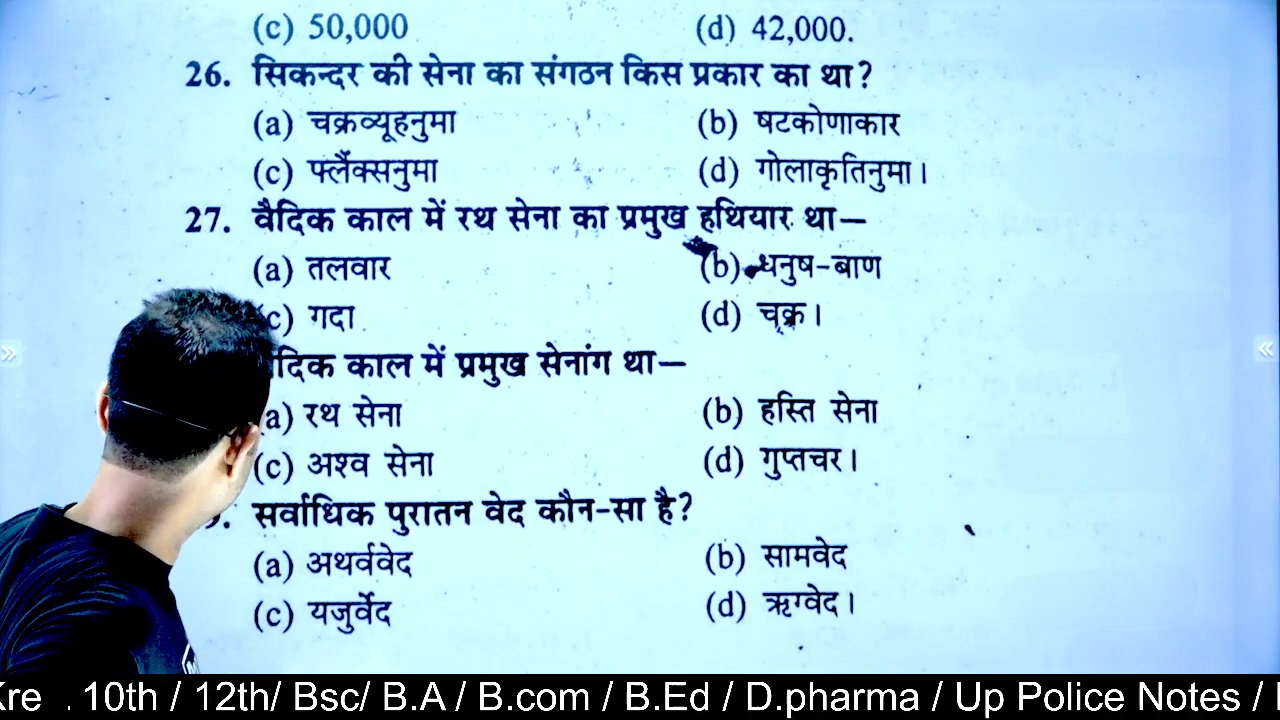 (c) 50,000 (d) 42,000.
26. सिकन्दर की सेना का संगठन किस प्रकार का था?
(a) चक्रव्यूहनुमा (b) षटकोणाकार
(c) फ्लैंक्सनुमा (d) गोलाकृतिनुमा।
27. वैदिक काल में रथ सेना का प्रमुख हथियार था—
(a) तलवार (b) धनुष-बाण
c) गदा (d) चक्र।
दिक काल में प्रमुख सेनांग था—
a) रथ सेना (b) हस्ति सेना
(c) अश्व सेना (d) गुप्तचर।
9. सर्वाधिक पुरातन वेद कौन-सा है?
(a) अथर्ववेद (b) सामवेद
(c) यजुर्वेद (d) ऋग्वेद।
Kre . 10th / 12th/ Bsc/ B.A / B.com / B.Ed / D.pharma / Up Police Notes /